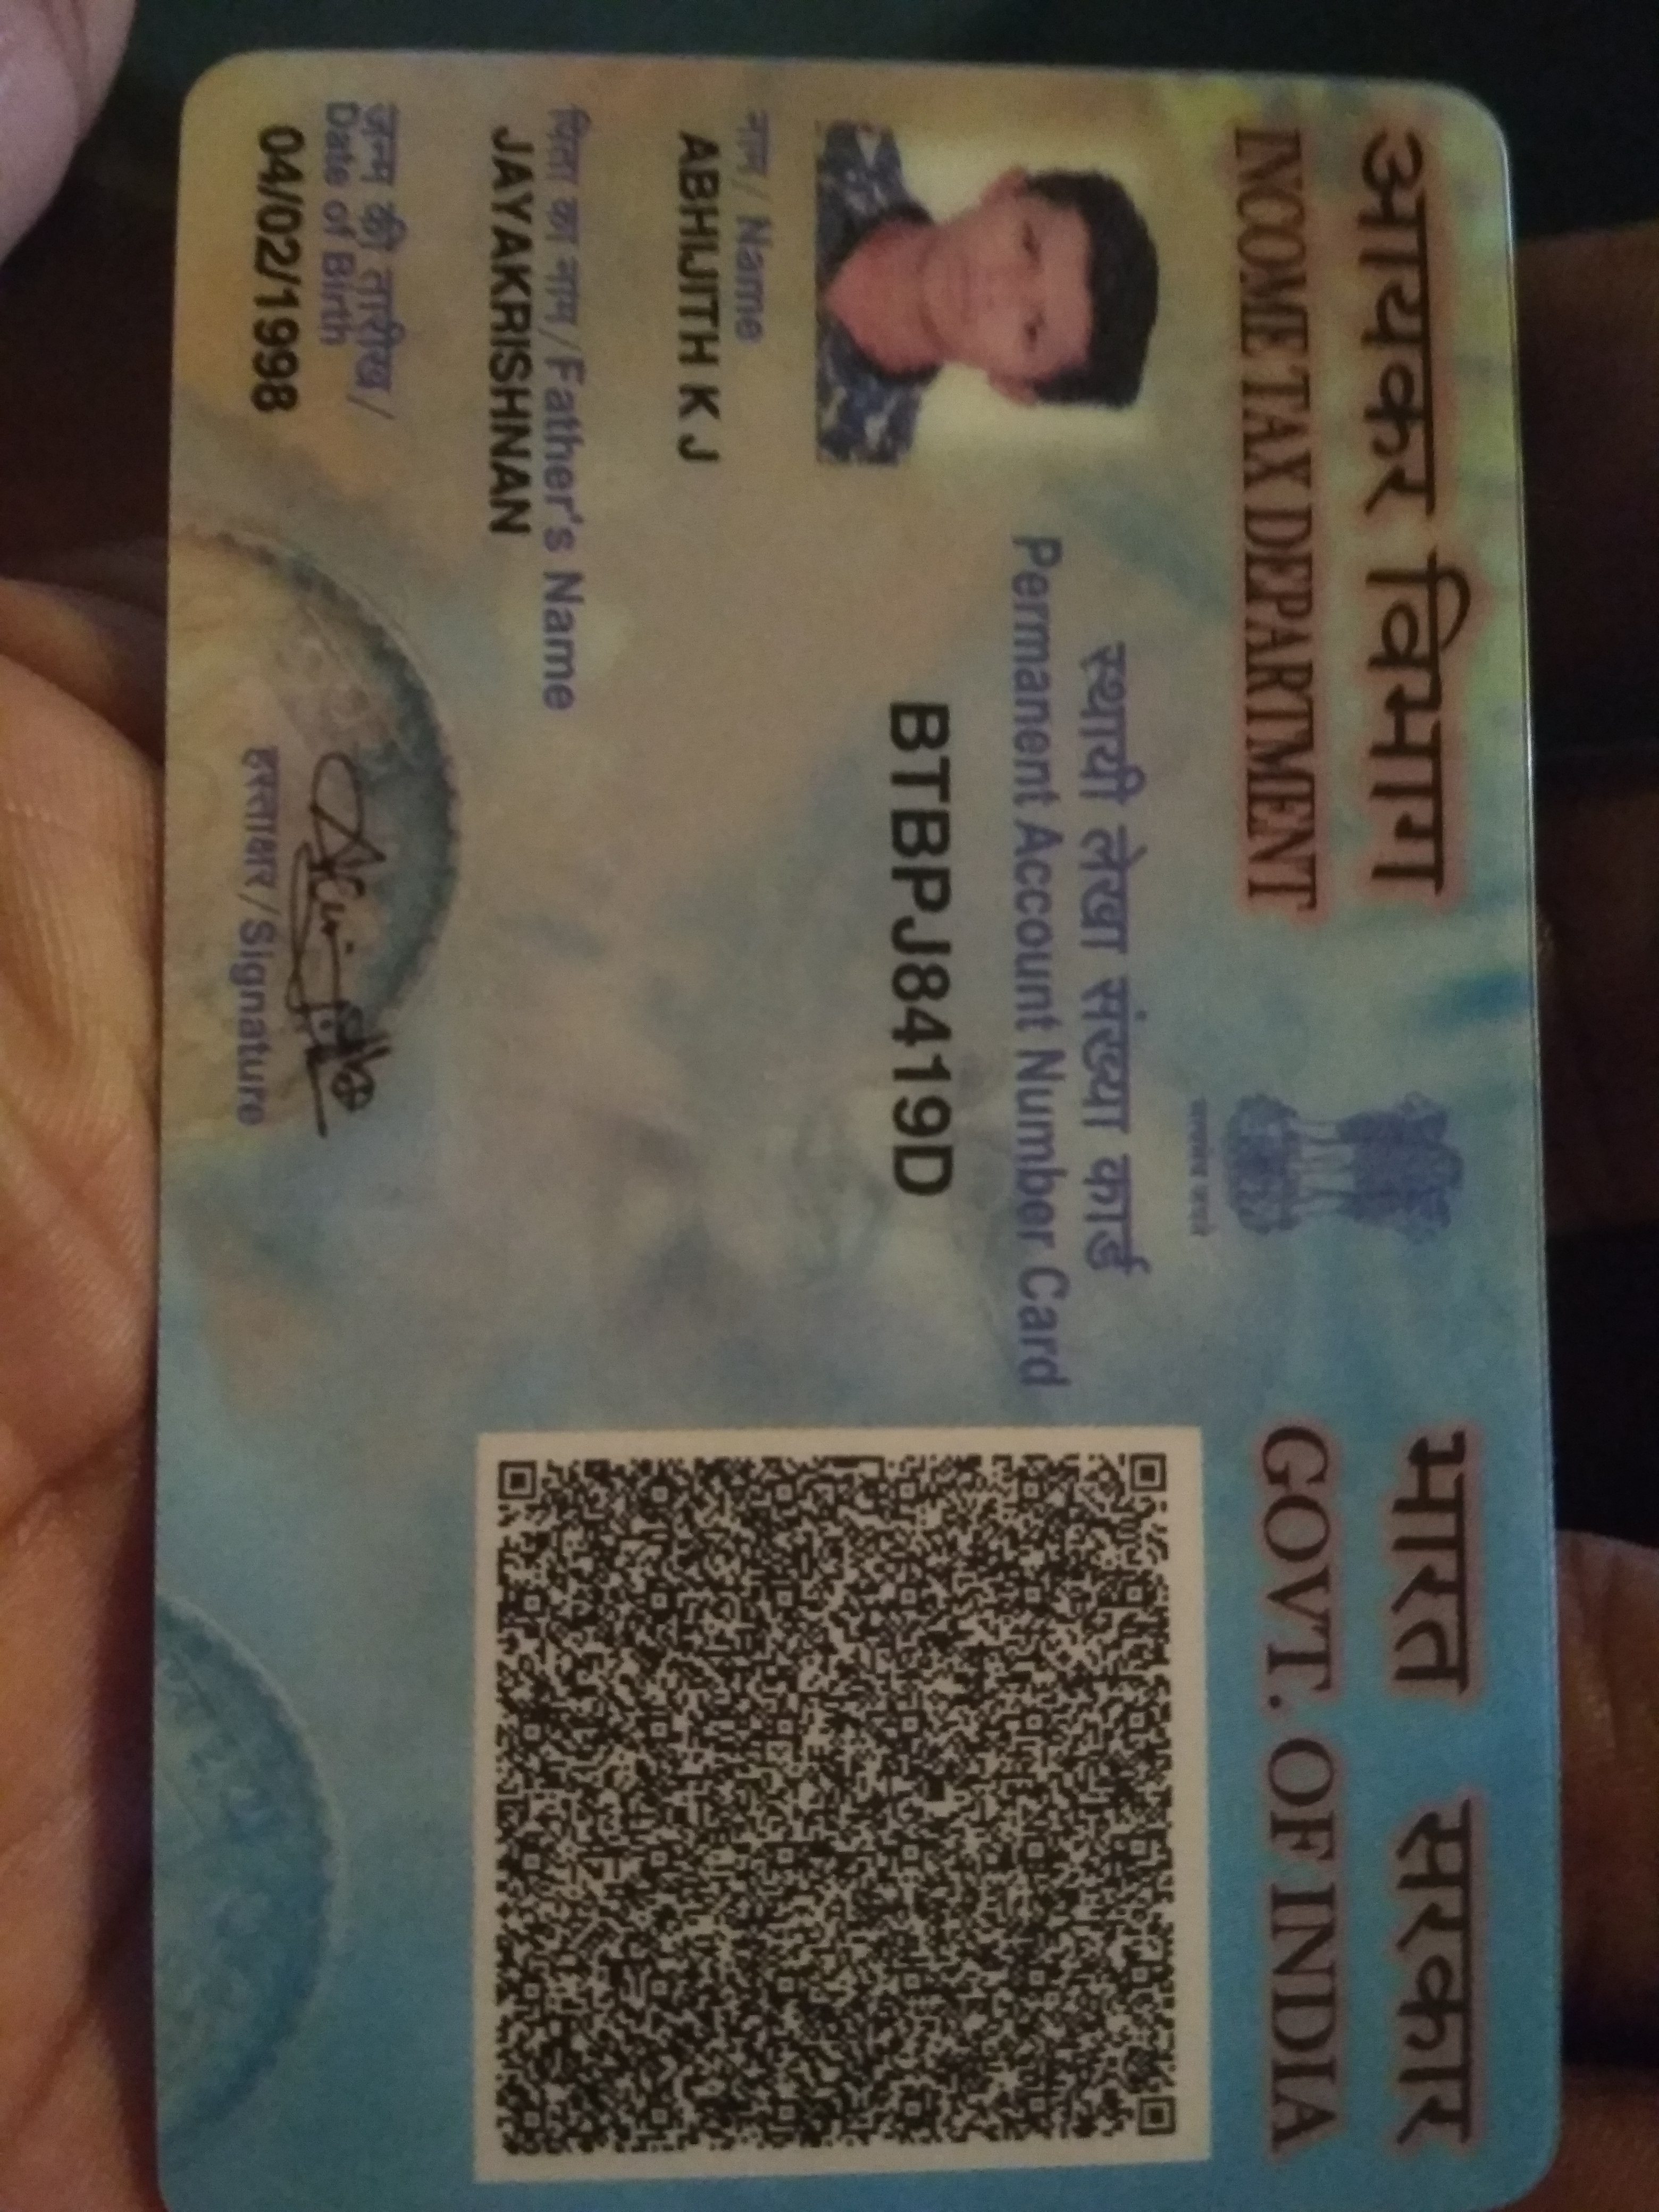 आयकर विभाग
INCOME TAX DEPARTMENT
भारत सरकार
GOVT. OF INDIA
सत्यमेव जयते
स्थायी लेखा संख्या कार्ड
Permanent Account Number Card
BTBPJ8419D
नाम / Name
ABHIJITH K J
पिता का नाम / Father's Name
JAYAKRISHNAN
जन्म की तारीख /
Date of Birth
04/02/1998
हस्ताक्षर / Signature